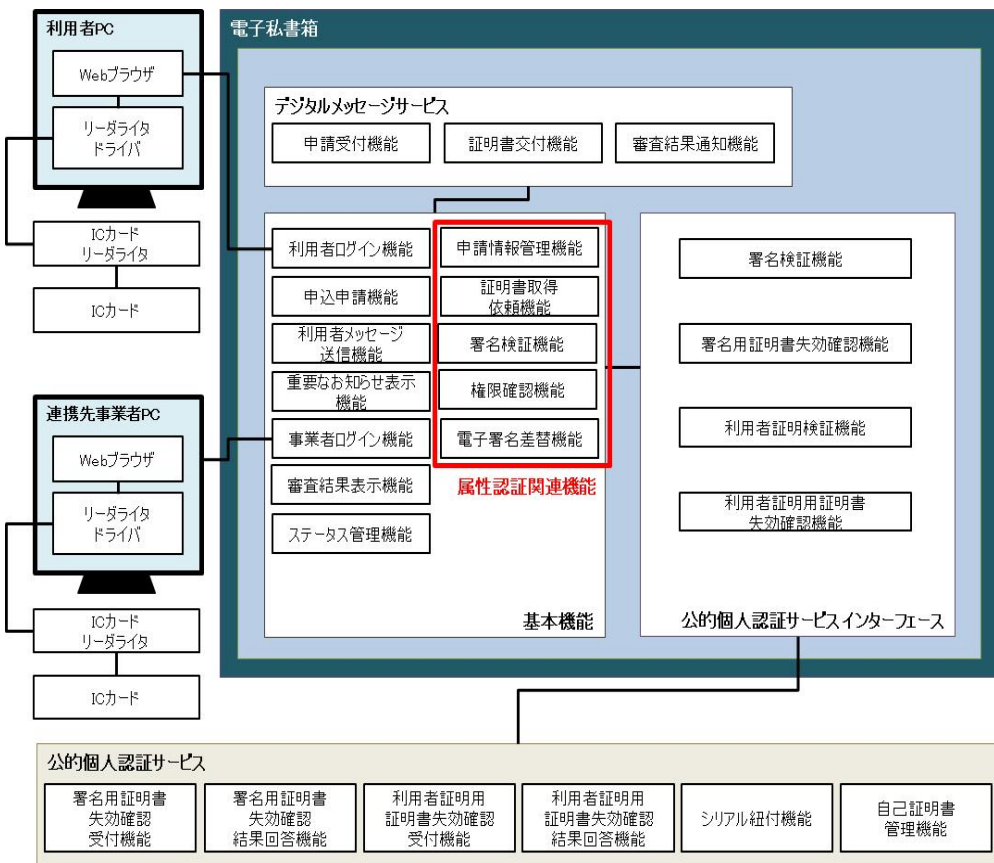 利用者PC
Webブラウザ
リーダライタ
ドライバ
ICカード
リーダライタ
ICカード
連携先事業者PC
Webブラウザ
リーダライタ
ドライバ
ICカード
リーダライタ
ICカード
電子私書箱
デジタルメッセージサービス
申請受付機能
証明書交付機能
審査結果通知機能
利用者ログイン機能
申込申請機能
利用者メッセージ
送信機能
重要なお知らせ表示
機能
事業者ログイン機能
審査結果表示機能
ステータス管理機能
申請情報管理機能
証明書取得
依頼機能
署名検証機能
権限確認機能
電子署名差替機能
属性認証関連機能
基本機能
署名検証機能
署名用証明書失効確認機能
利用者証明検証機能
利用者証明用証明書
失効確認機能
公的個人認証サービスインターフェース
公的個人認証サービス
署名用証明書
失効確認
受付機能
署名用証明書
失効確認
結果回答機能
利用者証明用
証明書失効確認
受付機能
利用者証明用
証明書失効確認
結果回答機能
シリアル紐付機能
自己証明書
管理機能